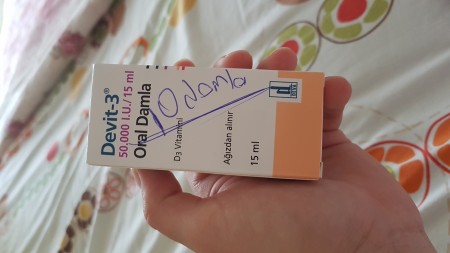 Devit-3®
50.000 I.U./15 ml
Oral Damla
10 damla
D3 Vitamini
Ağızdan alınır
15 ml